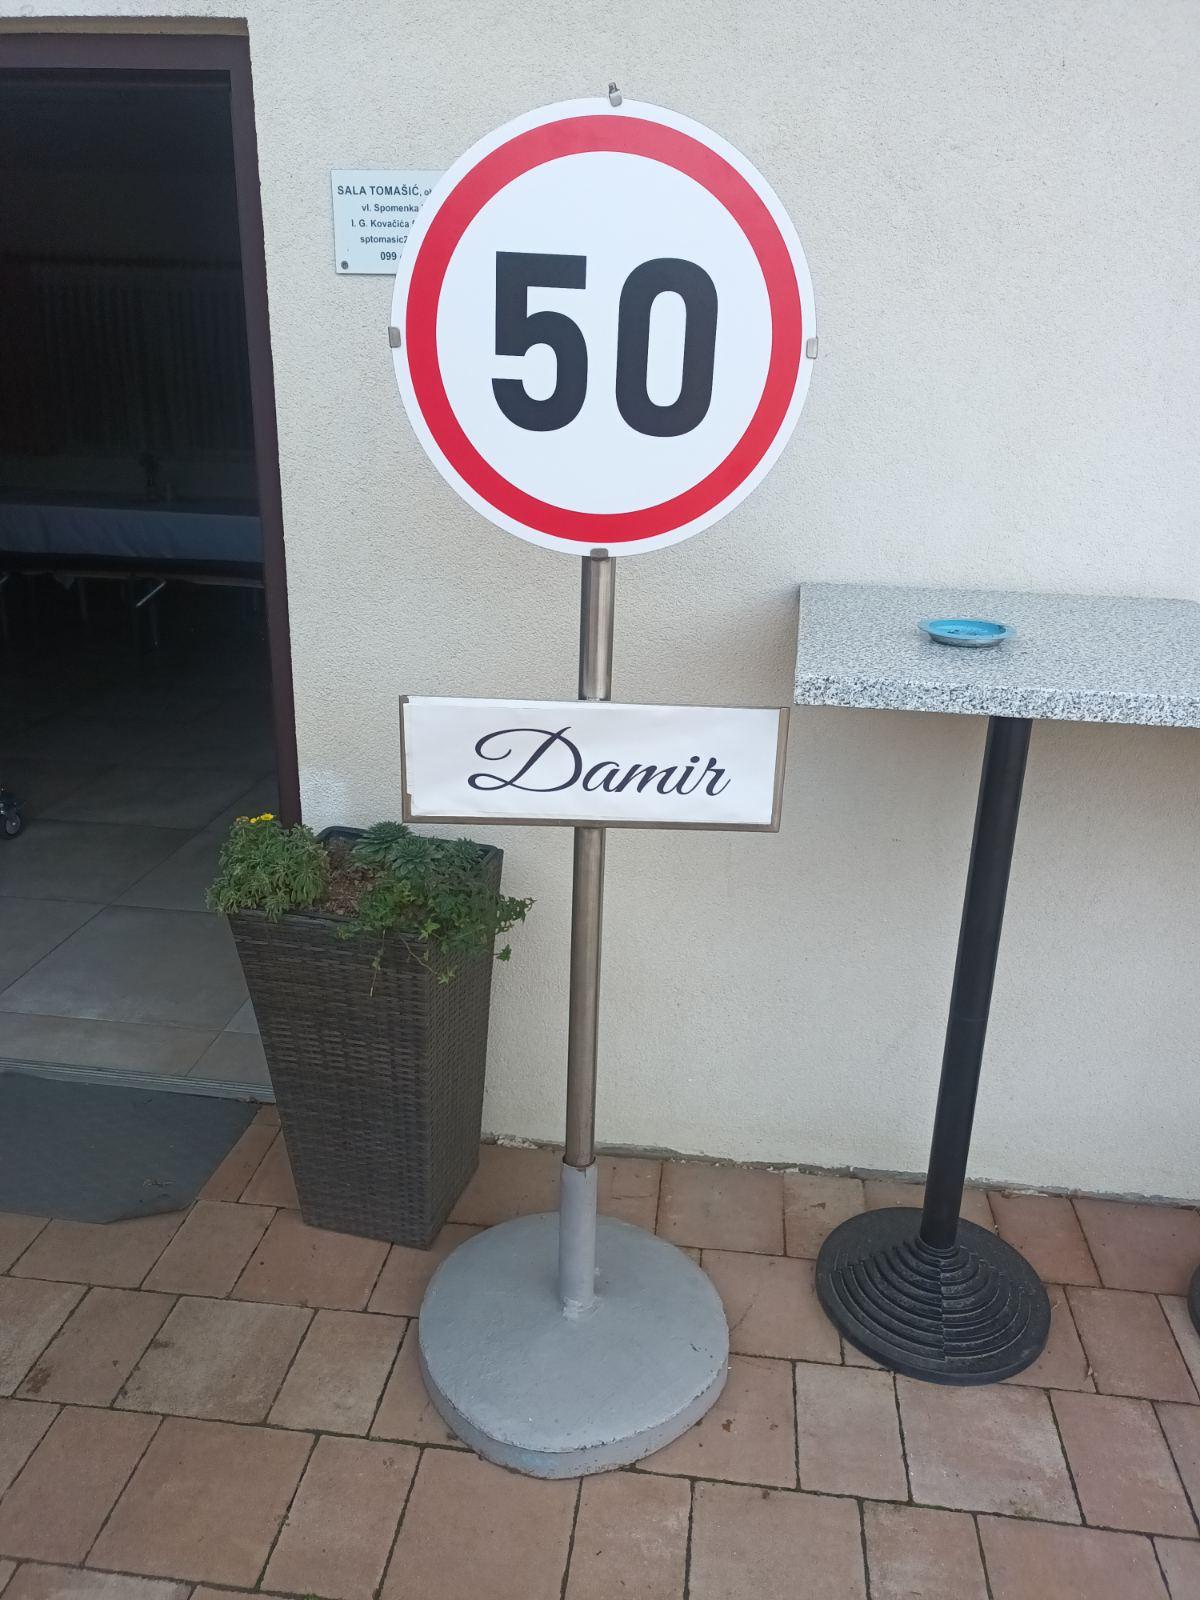 SALA TOMAŠIĆ,
vl. Spomenka
I. G. Kovačića
099
50
Damir